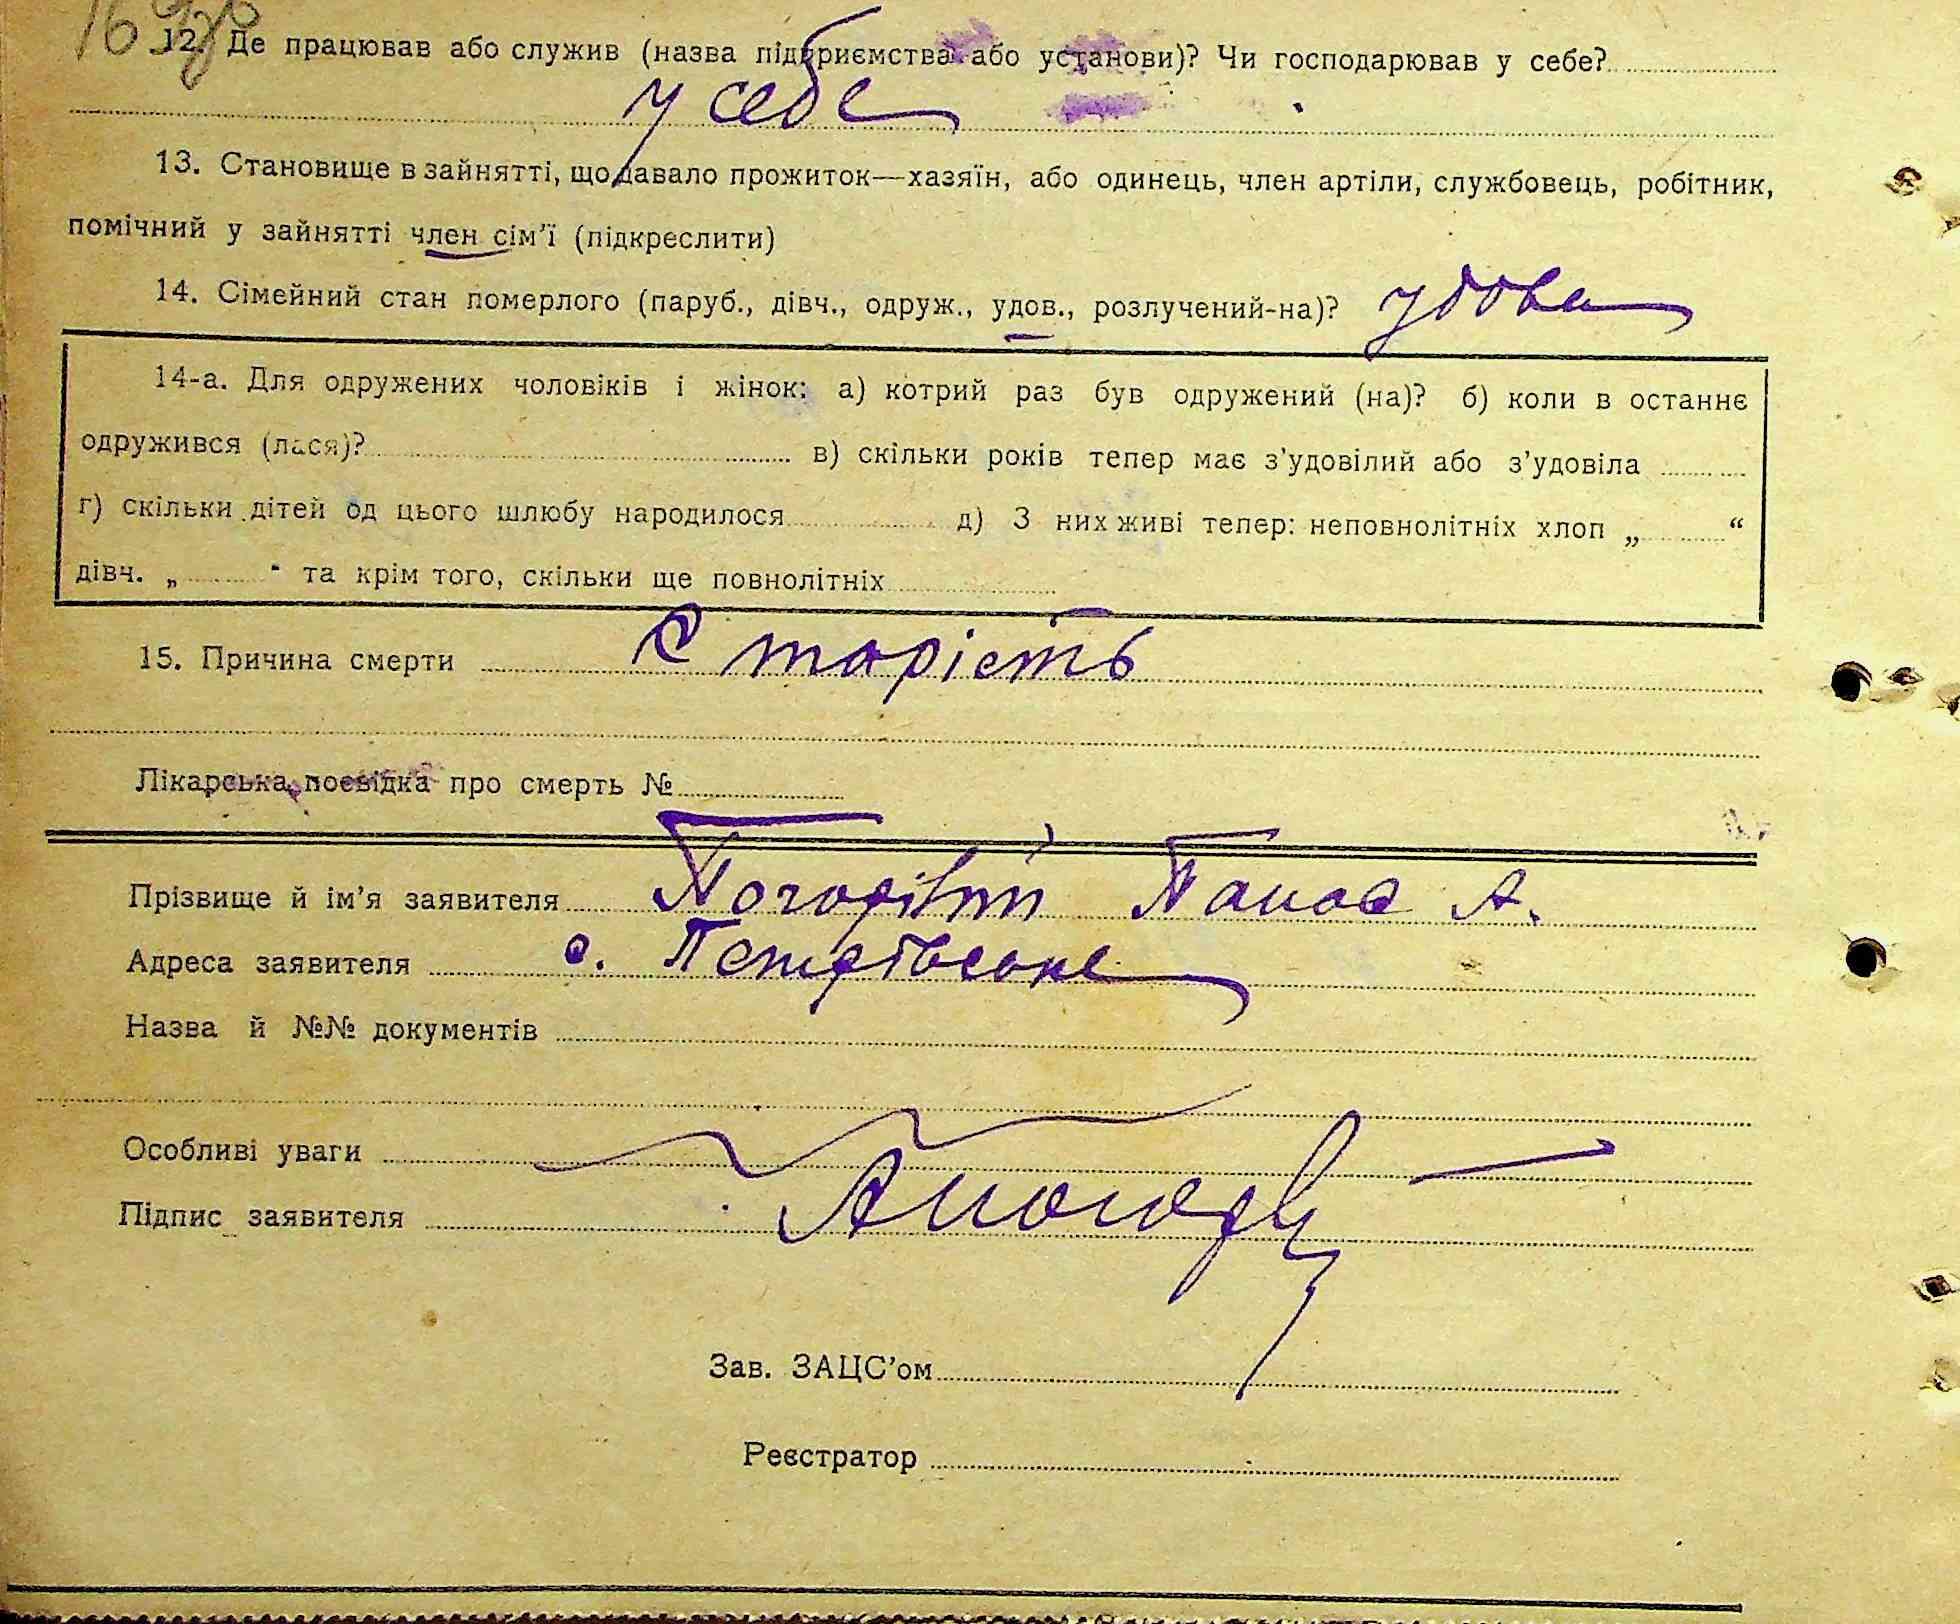 12. Де працював або служив (назва підприємства або установи)? Чи господарював у себе?
у себе
13. Становище в зайнятті, що давало прожиток—хазяїн, або одинець, член артіли, службовець, робітник,
помічний у зайнятті член сім'ї (підкреслити)
14. Сімейний стан померлого (паруб., дівч., одруж., удов., розлучений-на)? удова
14-а. Для одружених чоловіків і жінок: а) котрий раз був одружений (на)? б) коли в останнє
одружився (лася)? в) скільки років тепер має з'удовілий або з'удовіла
г) скільки дітей од цього шлюбу народилося д) З них живі тепер: неповнолітніх хлоп „ “
дівч. „ “ та крім того, скільки ще повнолітніх
15. Причина смерти Старість
Лікарська посвідка про смерть №
Прізвище й ім'я заявителя Панас А.
Адреса заявителя с. Петрівське
Назва й №№ документів
Особливі уваги
Підпис заявителя
Зав. ЗАЦС'ом
Реєстратор